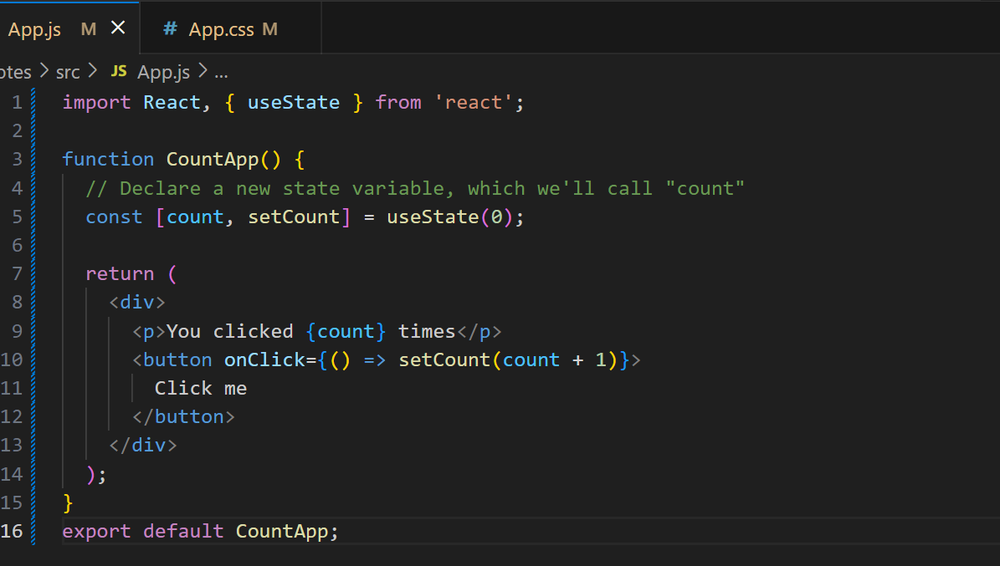 App.js M ×
# App.css M
otes > src > JS App.js > ...
1 import React, { useState } from 'react';
2
3 function CountApp() {
4 // Declare a new state variable, which we'll call "count"
5 const [count, setCount] = useState(0);
6
7 return (
8 <div>
9 <p>You clicked {count} times</p>
10 <button onClick={() => setCount(count + 1)}>
11 Click me
12 </button>
13 </div>
14 );
15 }
16 export default CountApp;